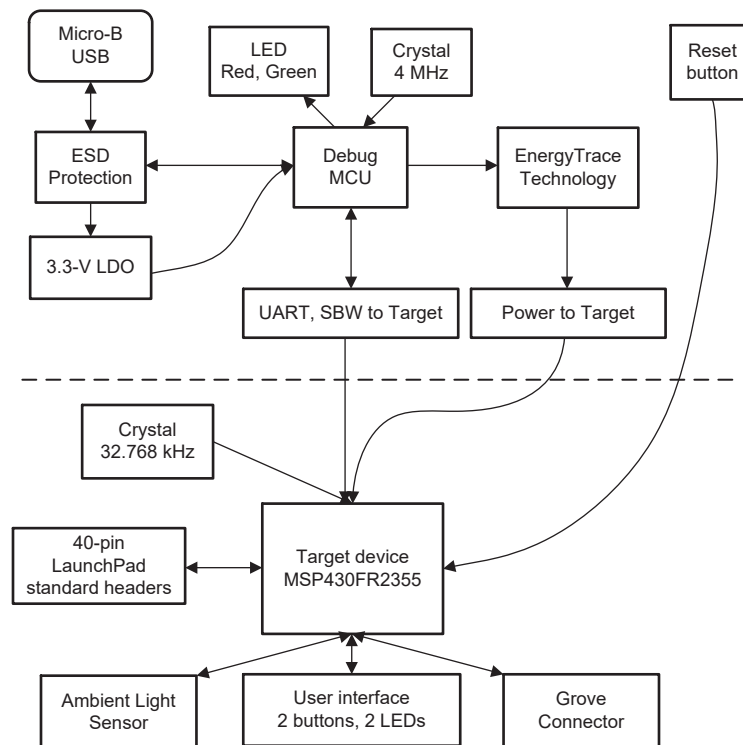 Micro-B
USB
LED
Red, Green
Crystal
4 MHz
Reset
button
ESD
Protection
Debug
MCU
EnergyTrace
Technology
3.3-V LDO
UART, SBW to Target
Power to Target
Crystal
32.768 kHz
40-pin
LaunchPad
standard headers
Target device
MSP430FR2355
Ambient Light
Sensor
User interface
2 buttons, 2 LEDs
Grove
Connector